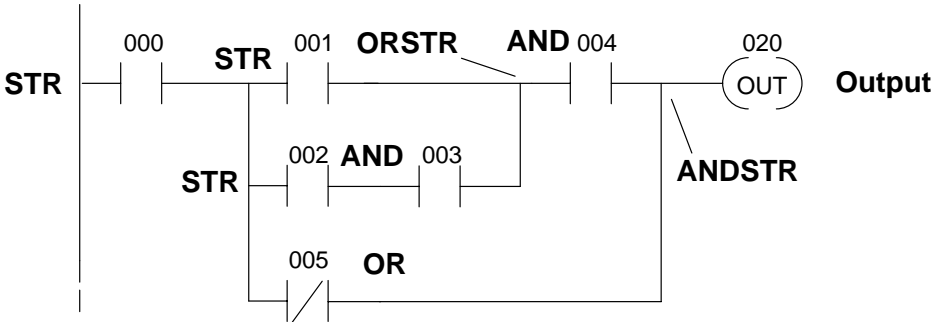 000 STR 001 ORSTR AND 004 020
STR OUT Output
002 AND 003 ANDSTR
STR
005 OR